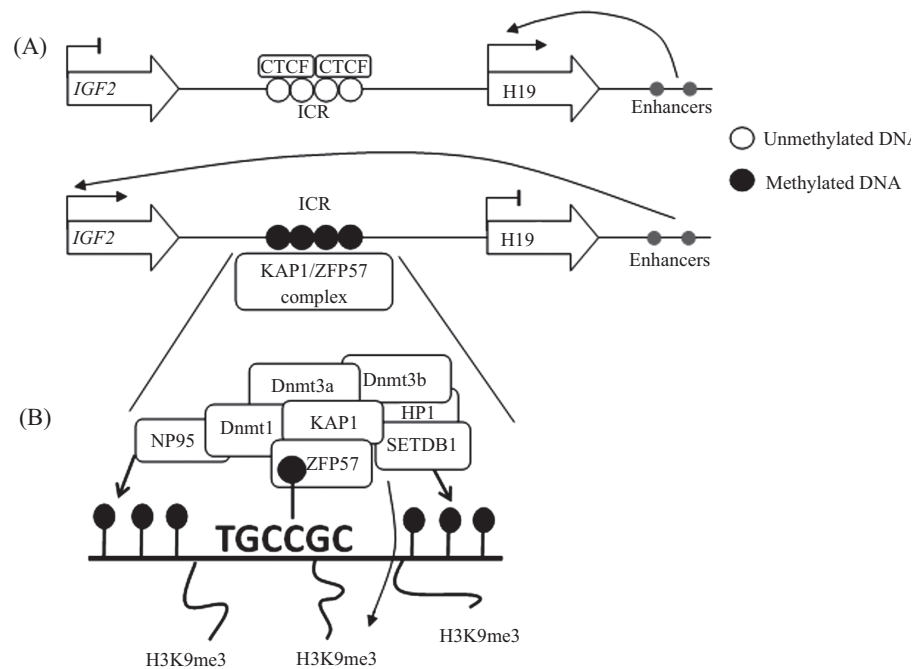 (A)
IGF2
CTCF CTCF
ICR
H19
Enhancers
Unmethylated DNA
Methylated DNA
IGF2
ICR
H19
Enhancers
KAP1/ZFP57
complex
(B)
Dnmt3a
Dnmt3b
NP95
Dnmt1
KAP1
HP1
ZFP57
SETDB1
TGCCGC
H3K9me3
H3K9me3
H3K9me3